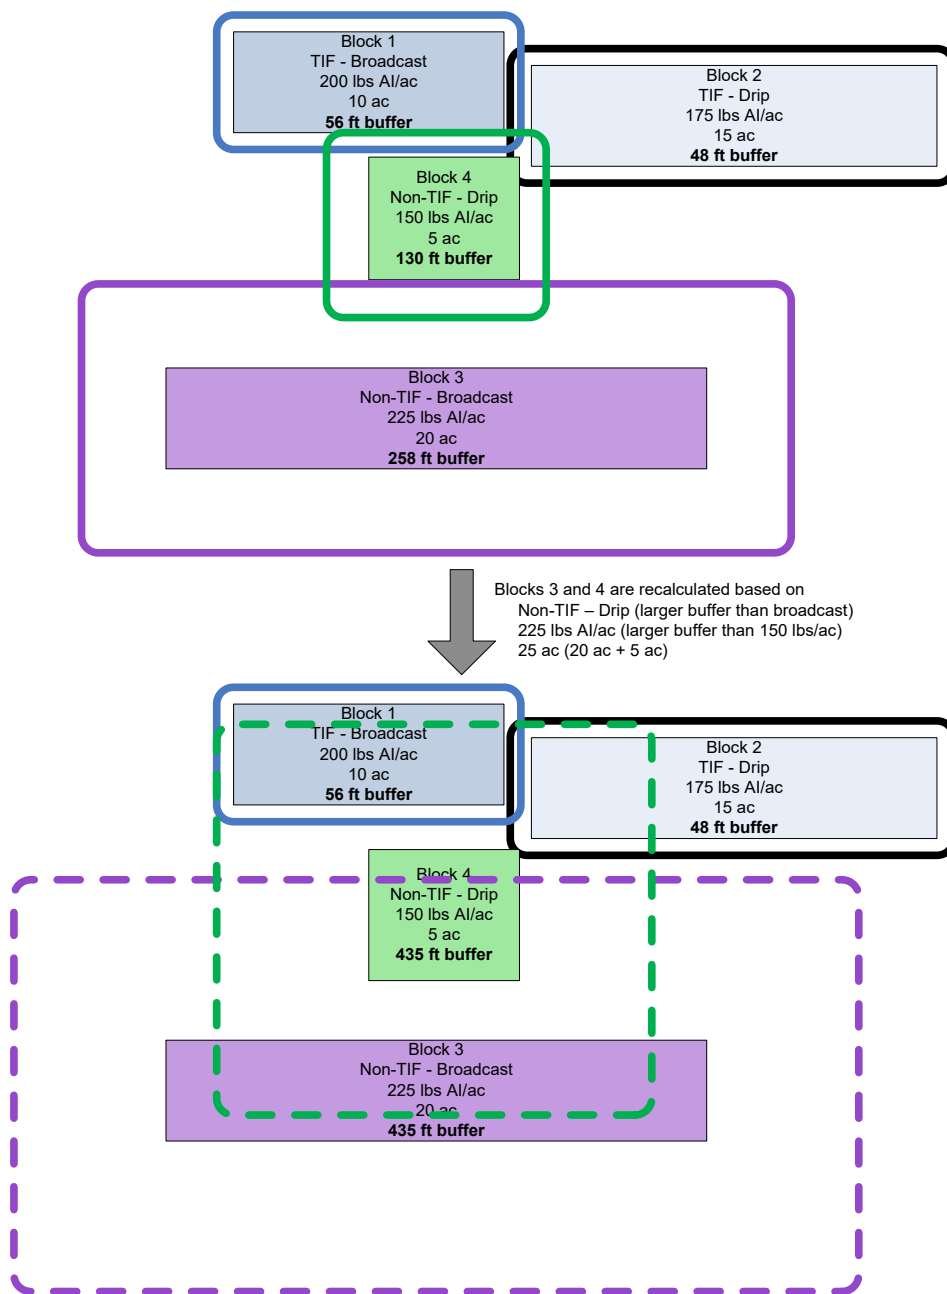 Block 1
TIF - Broadcast
200 lbs AI/ac
10 ac
56 ft buffer
Block 2
TIF - Drip
175 lbs AI/ac
15 ac
48 ft buffer
Block 4
Non-TIF - Drip
150 lbs AI/ac
5 ac
130 ft buffer
Block 3
Non-TIF - Broadcast
225 lbs AI/ac
20 ac
258 ft buffer
Blocks 3 and 4 are recalculated based on
Non-TIF – Drip (larger buffer than broadcast)
225 lbs AI/ac (larger buffer than 150 lbs/ac)
25 ac (20 ac + 5 ac)
Block 1
TIF - Broadcast
200 lbs AI/ac
10 ac
56 ft buffer
Block 2
TIF - Drip
175 lbs AI/ac
15 ac
48 ft buffer
Block 4
Non-TIF - Drip
150 lbs AI/ac
5 ac
435 ft buffer
Block 3
Non-TIF - Broadcast
225 lbs AI/ac
20 ac
435 ft buffer